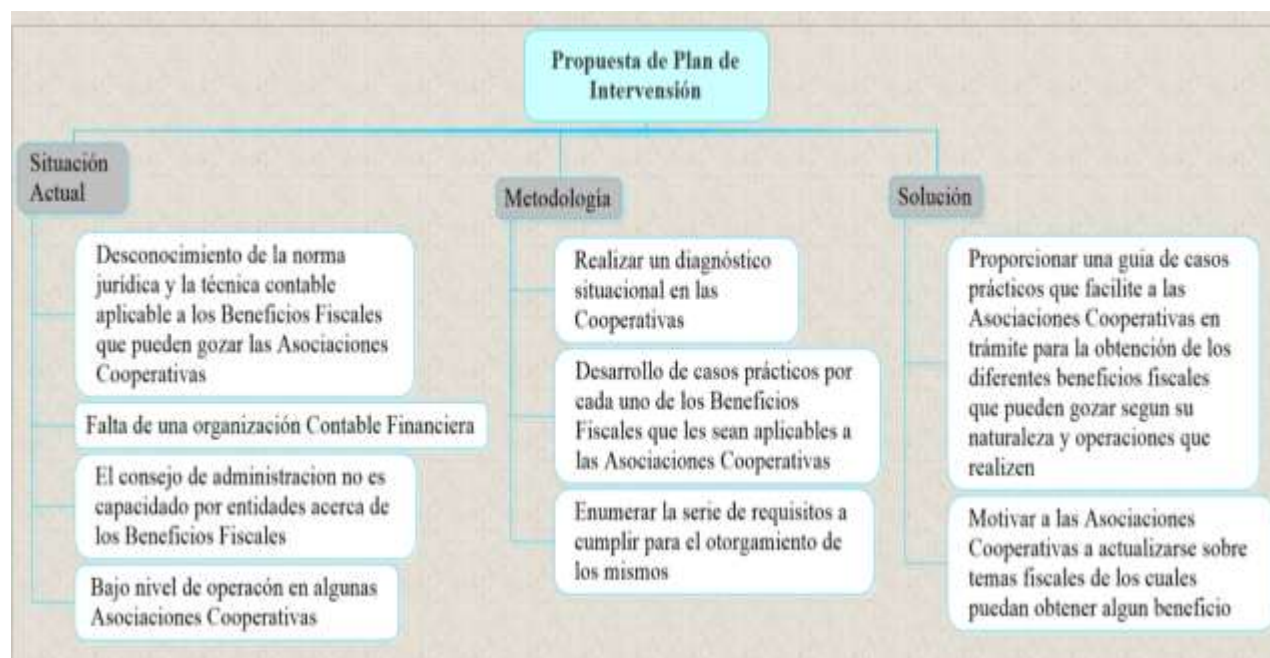 Propuesta de Plan de
Intervensión
Situación
Actual
Desconocimiento de la norma
jurídica y la técnica contable
aplicable a los Beneficios Fiscales
que pueden gozar las Asociaciones
Cooperativas
Falta de una organización Contable Financiera
El consejo de administracion no es
capacidado por entidades acerca de
los Beneficios Fiscales
Bajo nivel de operacón en algunas
Asociaciones Cooperativas
Metodología
Realizar un diagnóstico
situacional en las
Cooperativas
Desarrollo de casos prácticos por
cada uno de los Beneficios
Fiscales que les sean aplicables a
las Asociaciones Cooperativas
Enumerar la serie de requisitos a
cumplir para el otorgamiento de
los mismos
Solución
Proporcionar una guia de casos
prácticos que facilite a las
Asociaciones Cooperativas en
trámite para la obtención de los
diferentes beneficios fiscales
que pueden gozar segun su
naturaleza y operaciones que
realizen
Motivar a las Asociaciones
Cooperativas a actualizarse sobre
temas fiscales de los cuales
puedan obtener algun beneficio